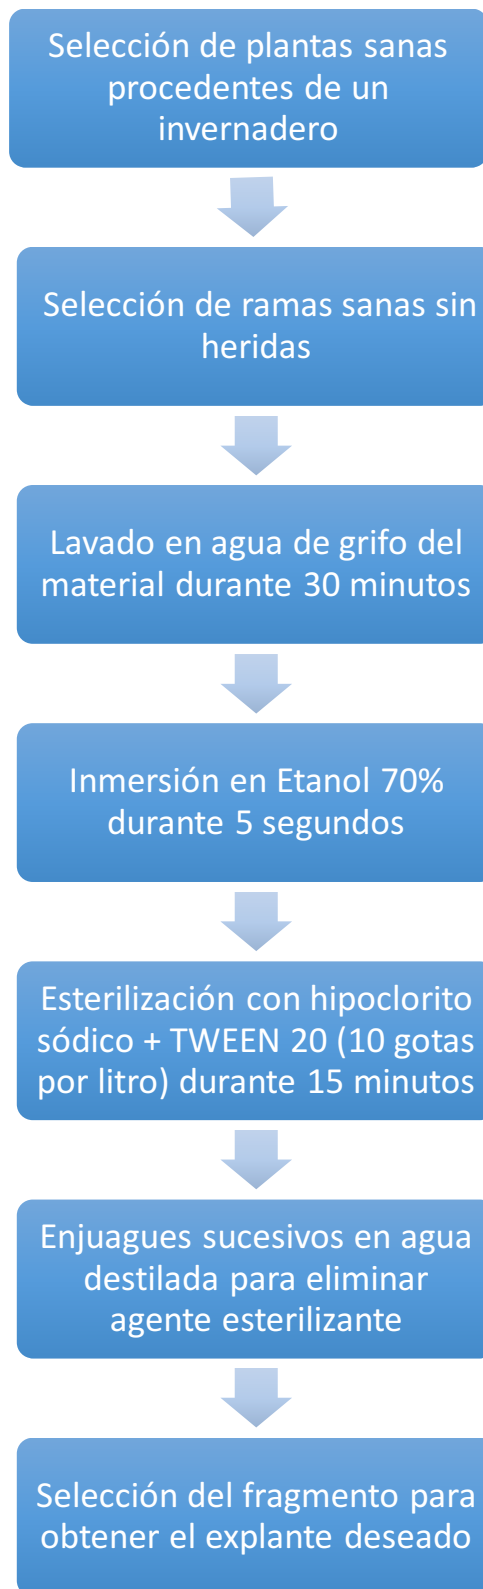 Selección de plantas sanas
procedentes de un
invernadero
Selección de ramas sanas sin
heridas
Lavado en agua de grifo del
material durante 30 minutos
Inmersión en Etanol 70%
durante 5 segundos
Esterilización con hipoclorito
sódico + TWEEN 20 (10 gotas
por litro) durante 15 minutos
Enjuagues sucesivos en agua
destilada para eliminar
agente esterilizante
Selección del fragmento para
obtener el explante deseado